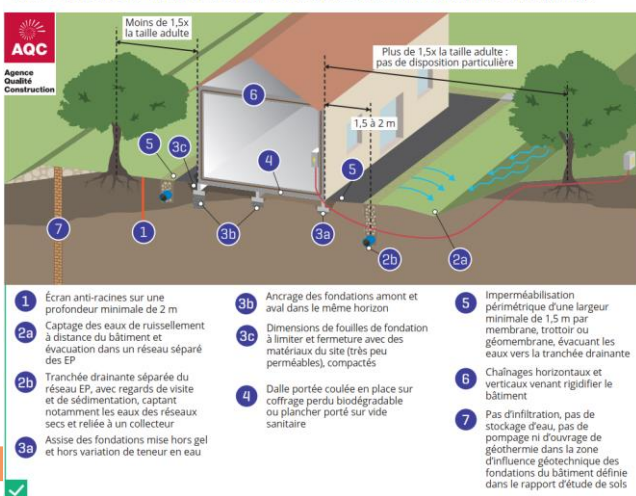 AQC
Agence
Qualité
Construction
Moins de 1,5x
la taille adulte
Plus de 1,5x la taille adulte :
pas de disposition particulière
1,5 à 2 m
6
5
3c
4
5
7
1
3b
3a
2b
2a
1
Écran anti-racines sur une
profondeur minimale de 2 m
2a
Captage des eaux de ruissellement
à distance du bâtiment et
évacuation dans un réseau séparé
des EP
2b
Tranchée drainante séparée du
réseau EP, avec regards de visite
et de sédimentation, captant
notamment les eaux des réseaux
secs et reliée à un collecteur
3a
Assise des fondations mise hors gel
et hors variation de teneur en eau
3b
Ancrage des fondations amont et
aval dans le même horizon
3c
Dimensions de fouilles de fondation
à limiter et fermeture avec des
matériaux du site (très peu
perméables), compactés
4
Dalle portée coulée en place sur
coffrage perdu biodégradable
ou plancher porté sur vide
sanitaire
5
Imperméabilisation
périmétrique d'une largeur
minimale de 1,5 m par
membrane, trottoir ou
géomembrane, évacuant les
eaux vers la tranchée drainante
6
Chaînages horizontaux et
verticaux venant rigidifier le
bâtiment
7
Pas d'infiltration, pas de
stockage d'eau, pas de
pompage ni d'ouvrage de
géothermie dans la zone
d'influence géotechnique des
fondations du bâtiment définie
dans le rapport d'étude de sols